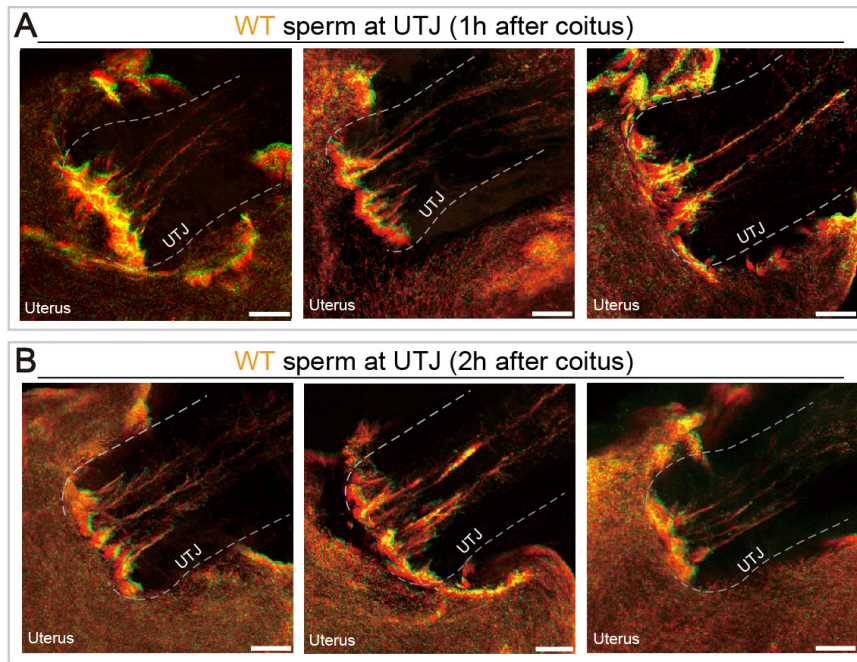 A
WT sperm at UTJ (1h after coitus)
UTJ
Uterus
UTJ
Uterus
UTJ
Uterus
B
WT sperm at UTJ (2h after coitus)
UTJ
Uterus
UTJ
Uterus
UTJ
Uterus